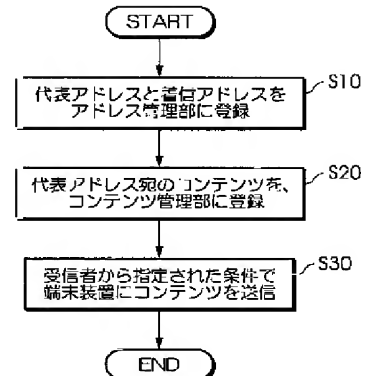 START
代表アドレスと着信アドレスを
アドレス管理部に登録
S10
代表アドレス宛のコンテンツを、
コンテンツ管理部に登録
S20
受信者から指定された条件で
端末装置にコンテンツを送信
S30
END